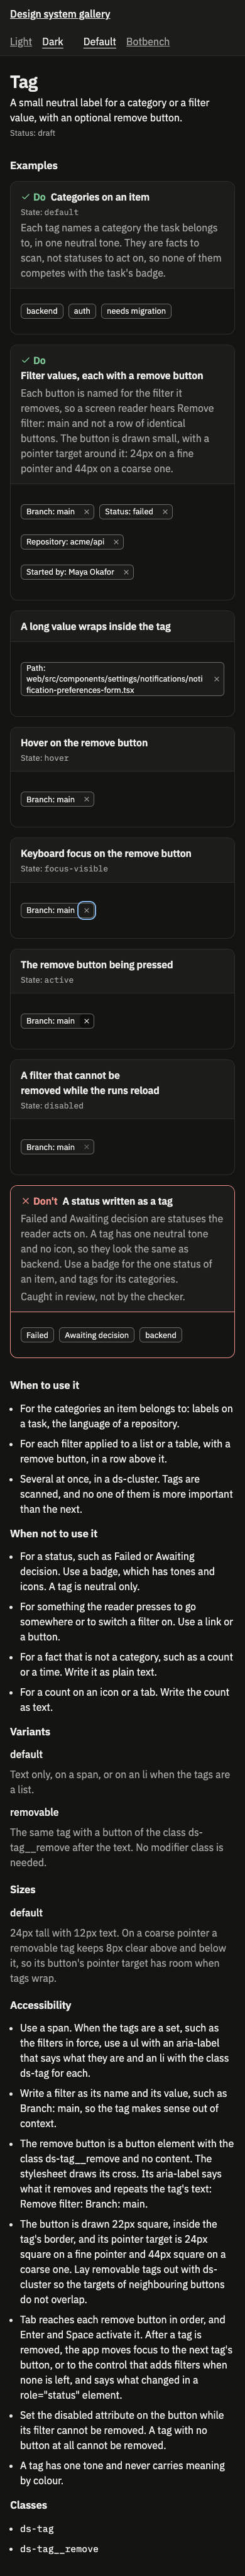 Design system gallery
Light Dark Default Botbench
Tag
A small neutral label for a category or a filter
value, with an optional remove button.
Status: draft
Examples
Do Categories on an item
State: default
Each tag names a category the task belongs
to, in one neutral tone. They are facts to
scan, not statuses to act on, so none of them
competes with the task's badge.
backend auth needs migration
Do
Filter values, each with a remove button
Each button is named for the filter it
removes, so a screen reader hears Remove
filter: main and not a row of identical
buttons. The button is drawn small, with a
pointer target around it: 24px on a fine
pointer and 44px on a coarse one.
Branch: main Status: failed
Repository: acme/api
Started by: Maya Okafor
A long value wraps inside the tag
Path:
web/src/components/settings/notifications/noti
fication-preferences-form.tsx
Hover on the remove button
State: hover
Branch: main
Keyboard focus on the remove button
State: focus-visible
Branch: main
The remove button being pressed
State: active
Branch: main
A filter that cannot be
removed while the runs reload
State: disabled
Branch: main
Don't A status written as a tag
Failed and Awaiting decision are statuses the
reader acts on. A tag has one neutral tone
and no icon, so they look the same as
backend. Use a badge for the one status of
an item, and tags for its categories.
Caught in review, not by the checker.
Failed Awaiting decision backend
When to use it
• For the categories an item belongs to: labels on
a task, the language of a repository.
• For each filter applied to a list or a table, with a
remove button, in a row above it.
• Several at once, in a ds-cluster. Tags are
scanned, and no one of them is more important
than the next.
When not to use it
• For a status, such as Failed or Awaiting
decision. Use a badge, which has tones and
icons. A tag is neutral only.
• For something the reader presses to go
somewhere or to switch a filter on. Use a link or
a button.
• For a fact that is not a category, such as a count
or a time. Write it as plain text.
• For a count on an icon or a tab. Write the count
as text.
Variants
default
Text only, on a span, or on an li when the tags are
a list.
removable
The same tag with a button of the class ds-
tag__remove after the text. No modifier class is
needed.
Sizes
default
24px tall with 12px text. On a coarse pointer a
removable tag keeps 8px clear above and below
it, so its button's pointer target has room when
tags wrap.
Accessibility
• Use a span. When the tags are a set, such as
the filters in force, use a ul with an aria-label
that says what they are and an li with the class
ds-tag for each.
• Write a filter as its name and its value, such as
Branch: main, so the tag makes sense out of
context.
• The remove button is a button element with the
class ds-tag__remove and no content. The
stylesheet draws its cross. Its aria-label says
what it removes and repeats the tag's text:
Remove filter: Branch: main.
• The button is drawn 22px square, inside the
tag's border, and its pointer target is 24px
square on a fine pointer and 44px square on a
coarse one. Lay removable tags out with ds-
cluster so the targets of neighbouring buttons
do not overlap.
• Tab reaches each remove button in order, and
Enter and Space activate it. After a tag is
removed, the app moves focus to the next tag's
button, or to the control that adds filters when
none is left, and says what changed in a
role="status" element.
• Set the disabled attribute on the button while
its filter cannot be removed. A tag with no
button at all cannot be removed.
• A tag has one tone and never carries meaning
by colour.
Classes
• ds-tag
• ds-tag__remove